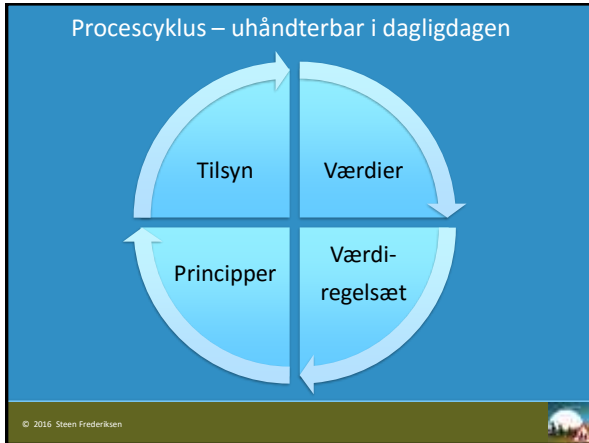 Procescyklus – uhåndterbar i dagligdagen
Tilsyn
Værdier
Principper
Værdi-
regelsæt
© 2016 Steen Frederiksen